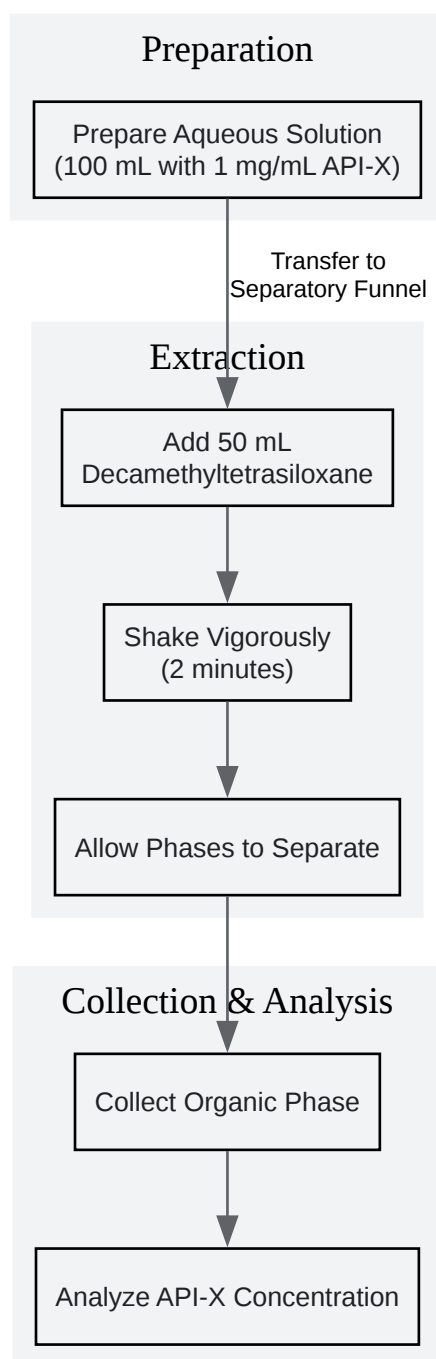 Preparation
Prepare Aqueous Solution
(100 mL with 1 mg/mL API-X)
Transfer to
Separatory Funnel
Extraction
Add 50 mL
Decamethyltetrasiloxane
Shake Vigorously
(2 minutes)
Allow Phases to Separate
Collection & Analysis
Collect Organic Phase
Analyze API-X Concentration